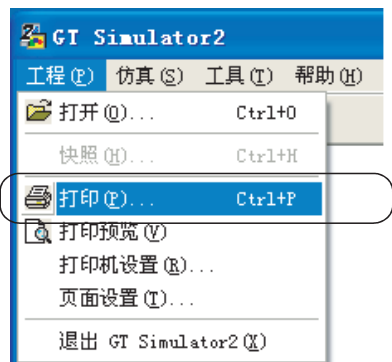 GT Simulator2
工程(P) 仿真(S) 工具(T) 帮助(H)
打开(O)... Ctrl+O
快照(H)... Ctrl+H
打印(P)... Ctrl+P
打印预览(V)
打印机设置(R)...
页面设置(T)...
退出 GT Simulator2(X)